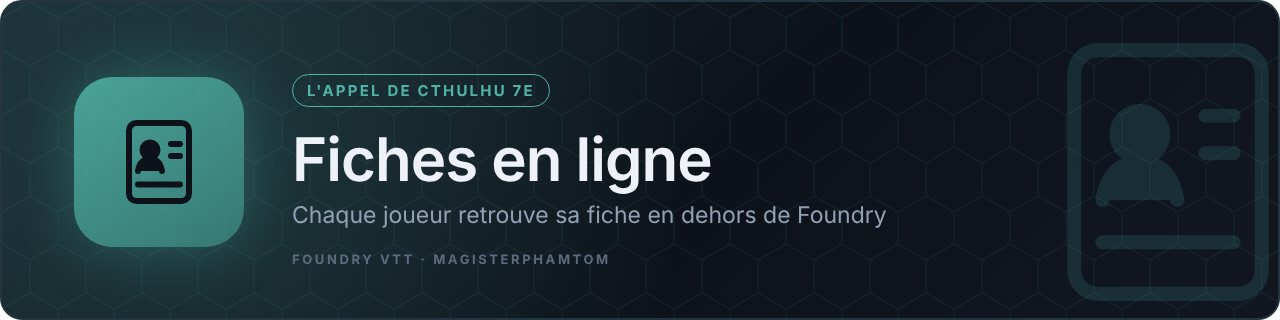 L'APPEL DE CTHULHU 7E
Fiches en ligne
Chaque joueur retrouve sa fiche en dehors de Foundry
FOUNDRY VTT · MAGISTERPHAMTOM